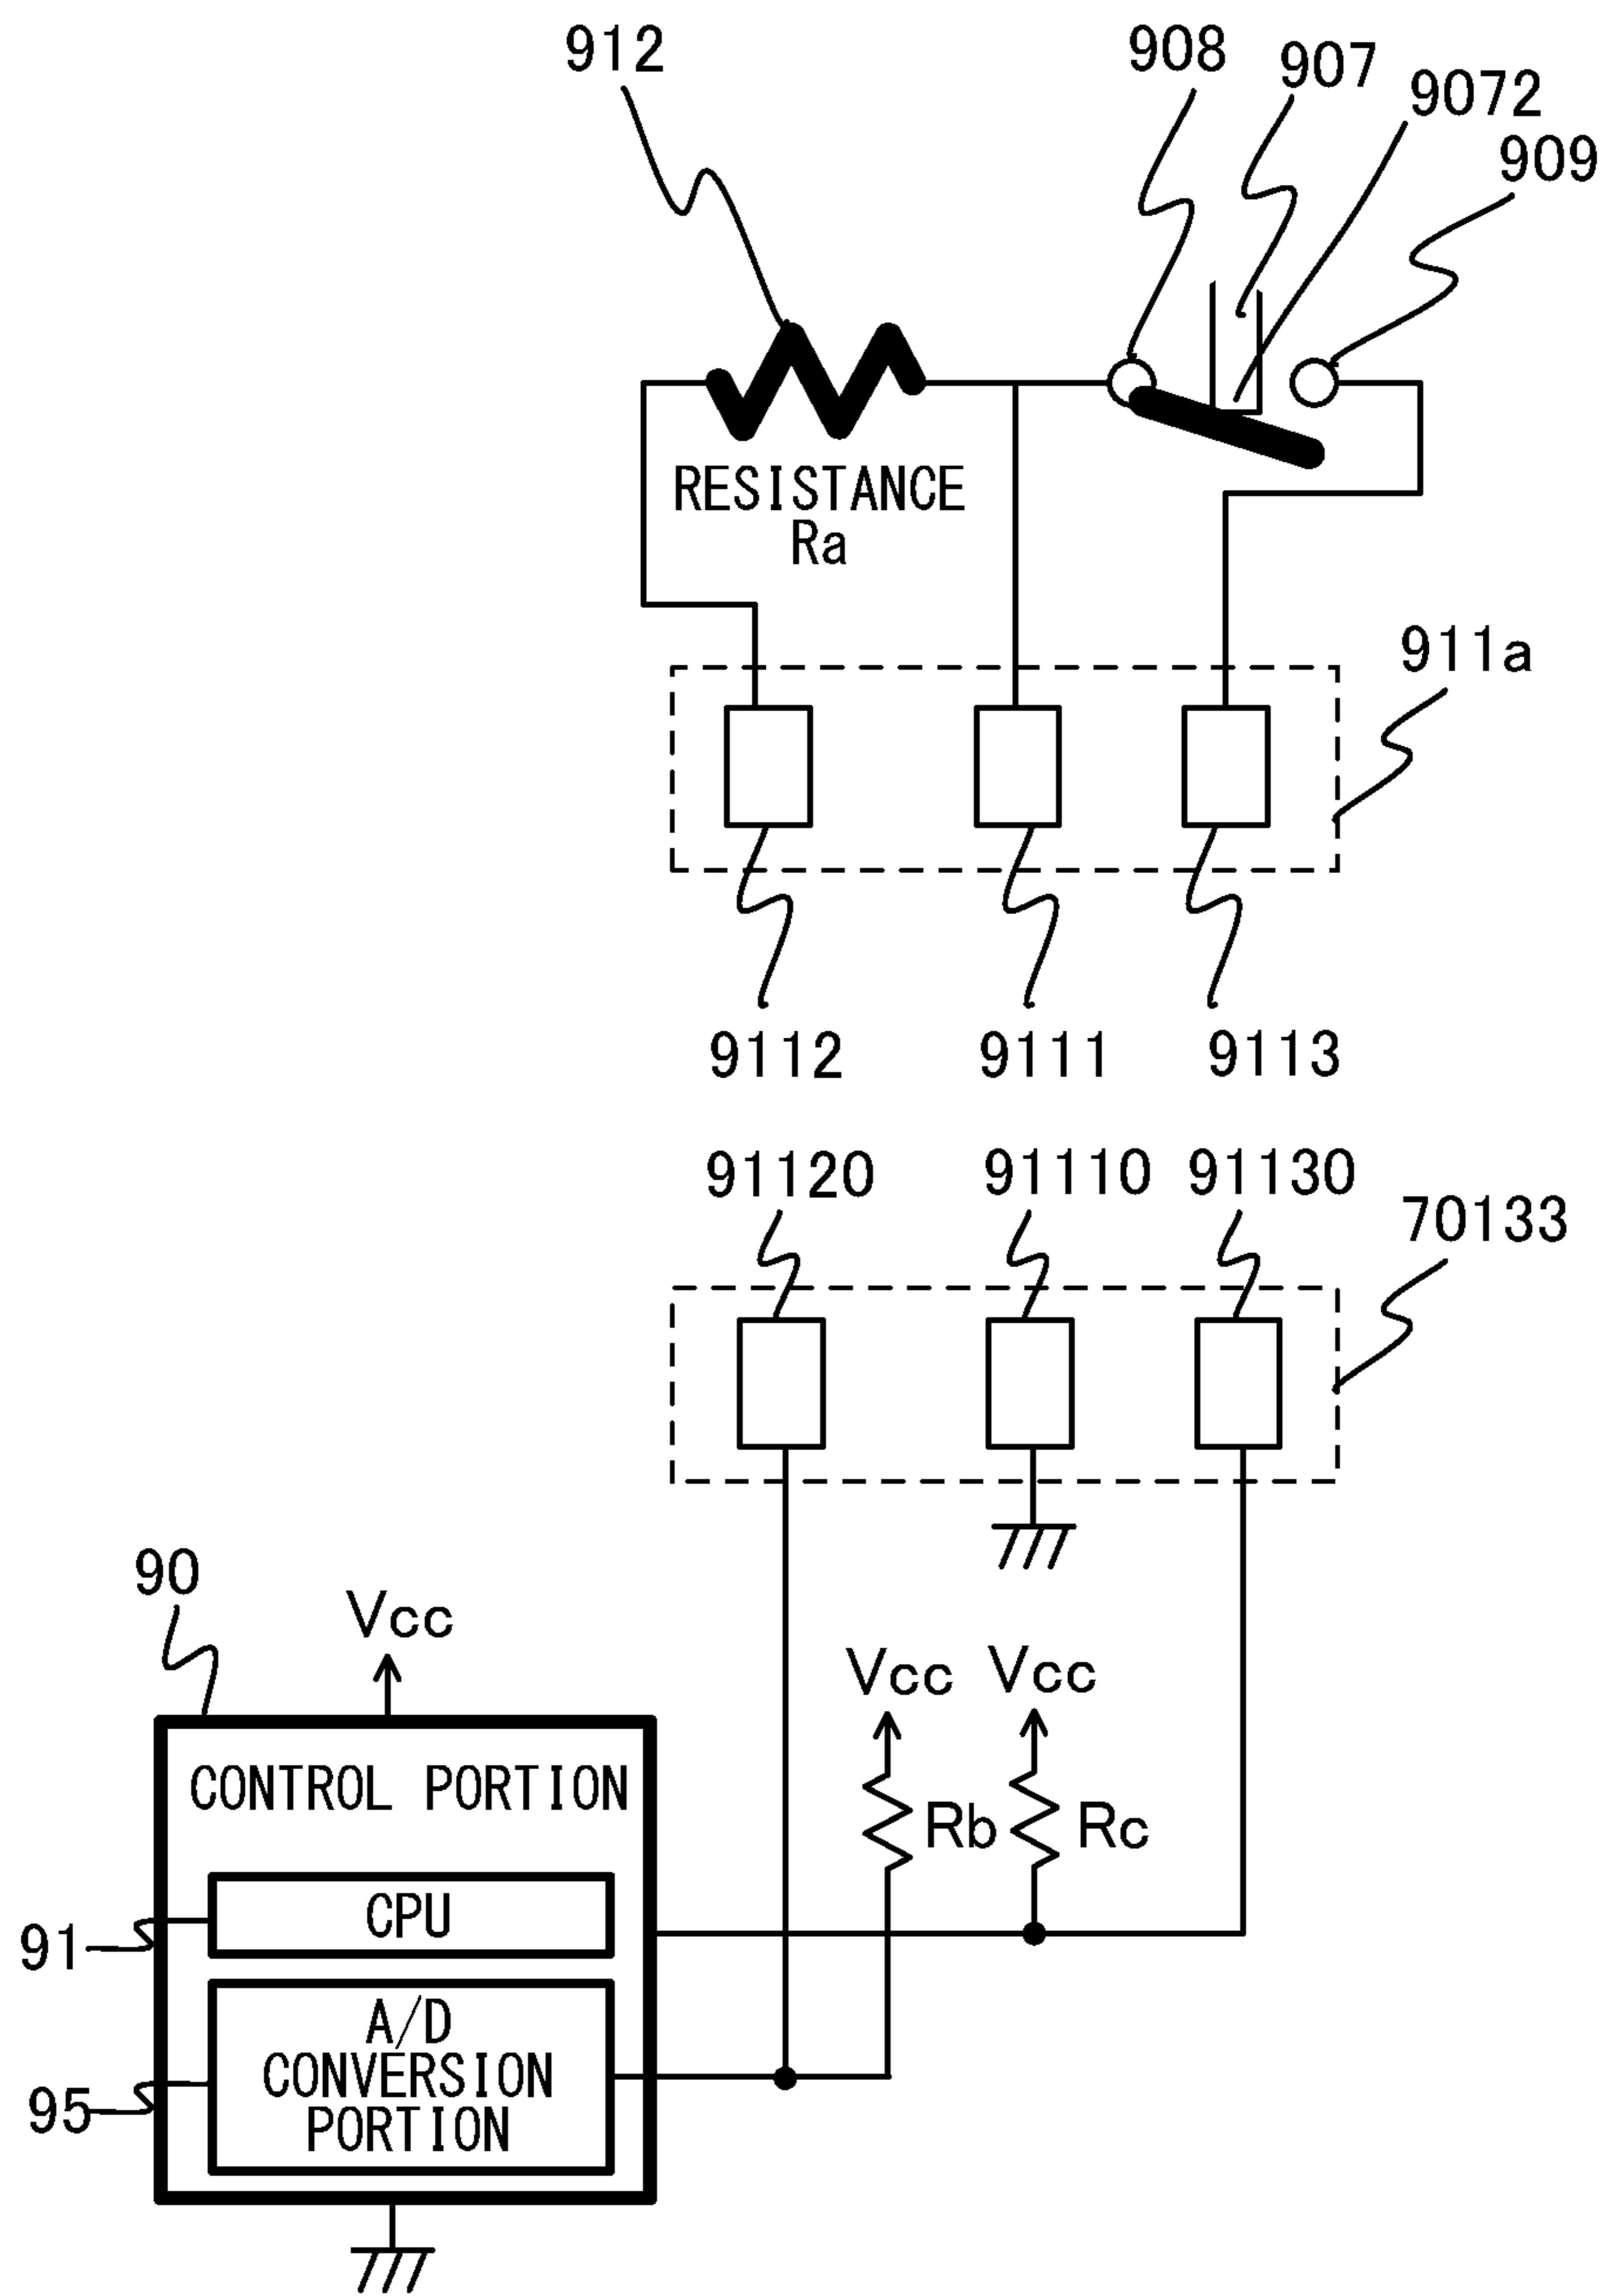 912
908
907
9072
909
RESISTANCE
Ra
911a
9112
9111
9113
91120
91110
91130
70133
90
Vcc
Vcc
Vcc
CONTROL PORTION
Rb
Rc
CPU
91
A/D
CONVERSION
PORTION
95